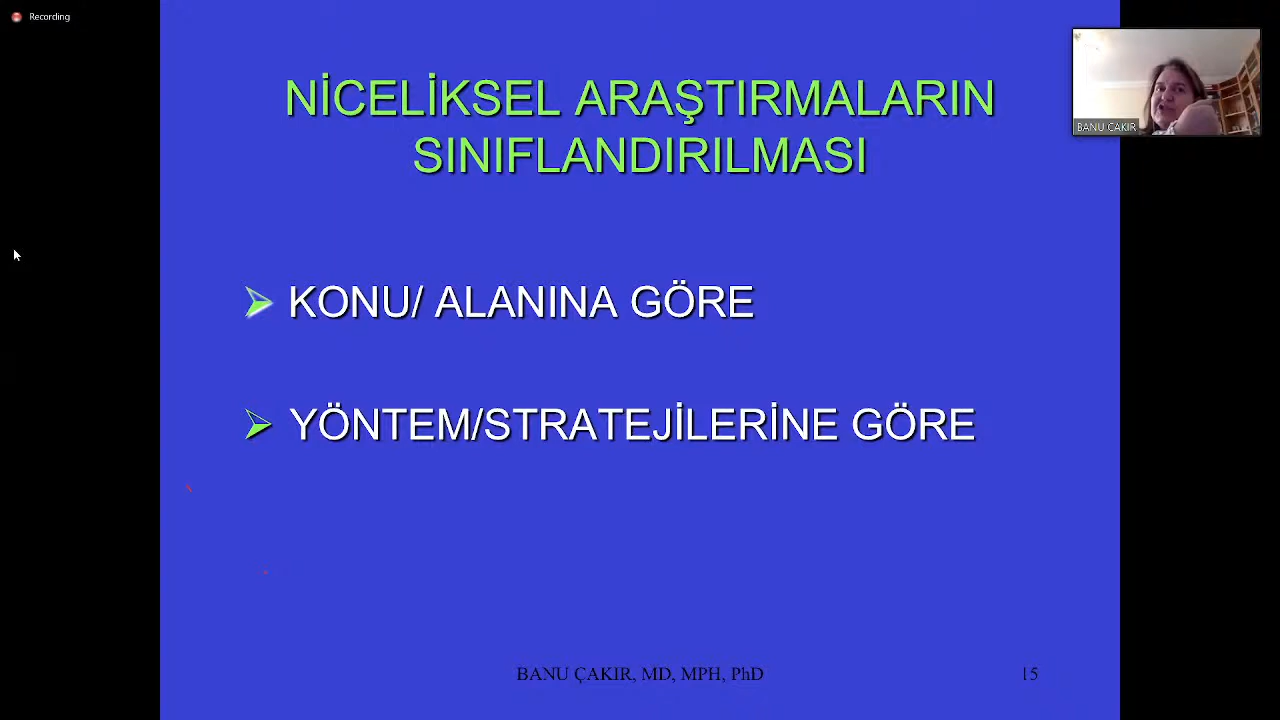 Recording
NİCELİKSEL ARAŞTIRMALARIN
SINIFLANDIRILMASI
BANU CAKIR
KONU/ ALANINA GÖRE
YÖNTEM/STRATEJİLERİNE GÖRE
BANU ÇAKIR, MD, MPH, PhD
15